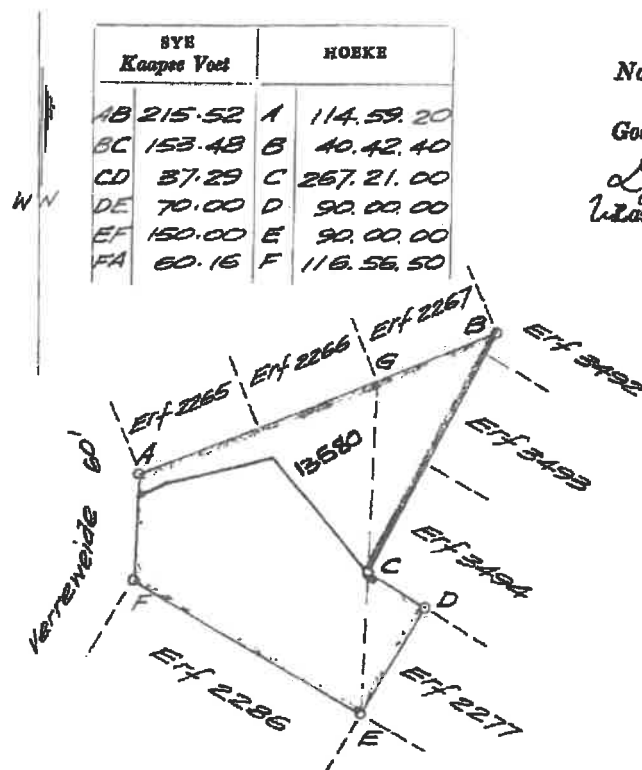 SYE HOEKE
Kaapse Voet
AB 215.52 A 114.59.20
BC 153.48 B 40.42.40
CD 37.29 C 267.21.00
DE 70.00 D 90.00.00
EF 150.00 E 90.00.00
FA 60.16 F 116.56.50
W N
Erf 2265 Erf 2266 Erf 2267 B Erf 3492
G
A 13580 Erf 3493
Verreweide 60'
C Erf 3494
F D
Erf 2286 Erf 2277
E